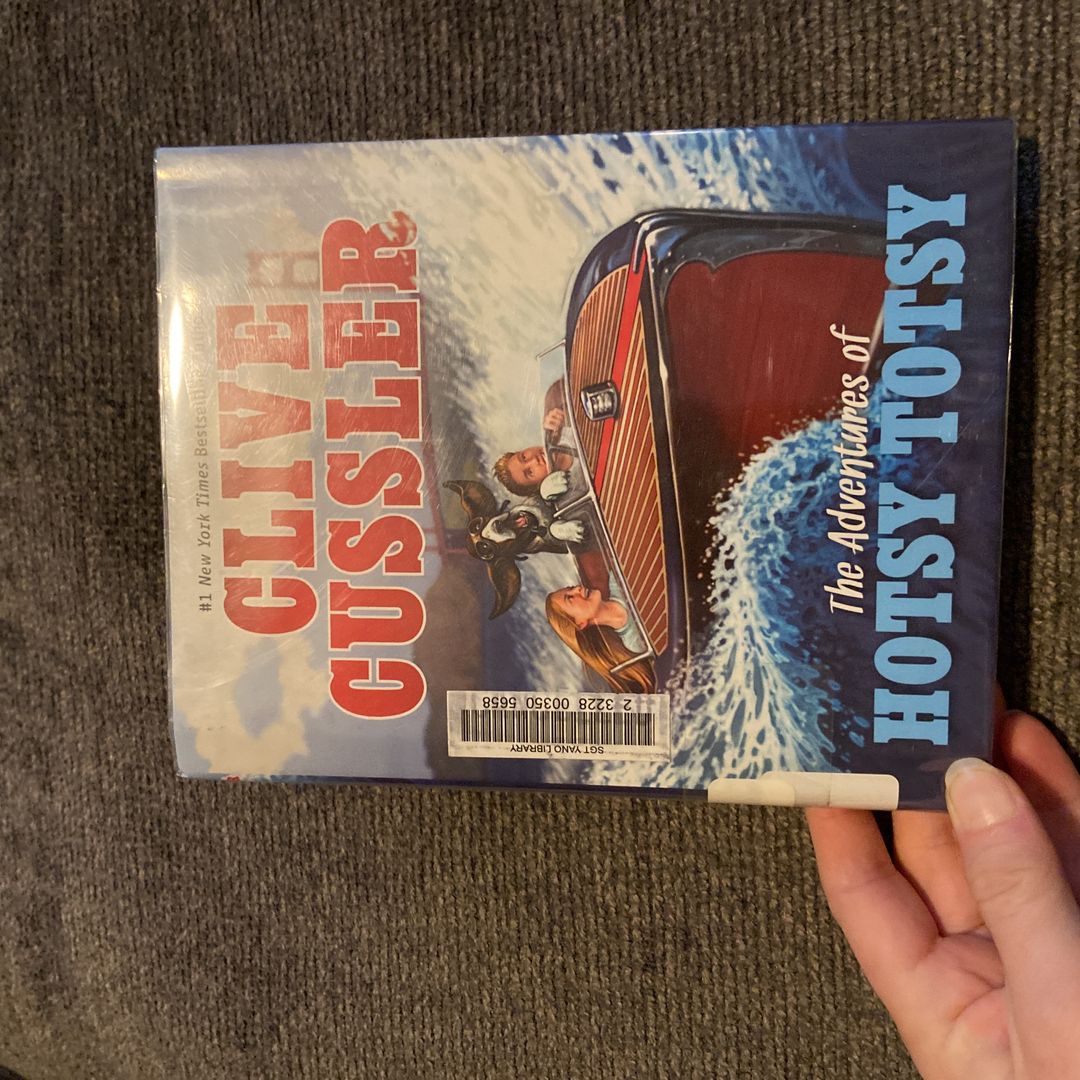 #1 New York Times Bestselling Author
CLIVE
CUSSLER
SGT YANO LIBRARY
2 3228 00350 5658
The Adventures of
HOTSY TOTSY